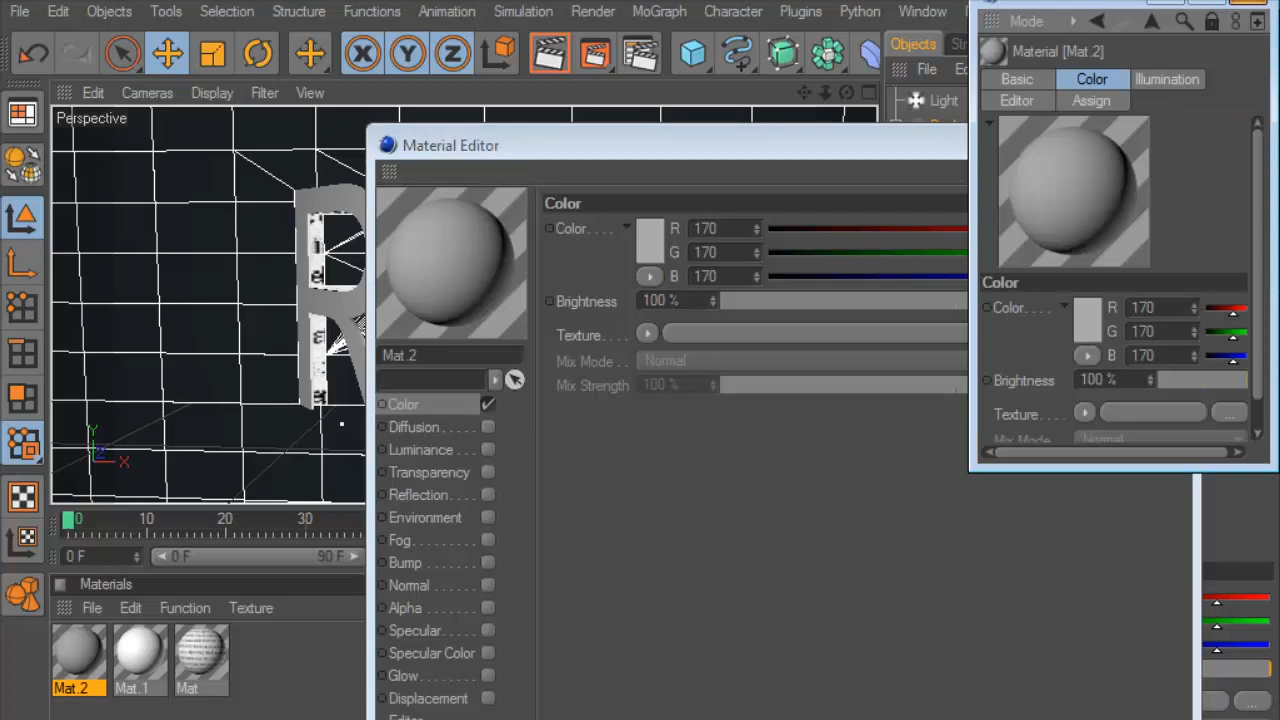 File Edit Objects Tools Selection Structure Functions Animation Simulation Render MoGraph Character Plugins Python Window
Mode
X Y Z
Objects
File
Material [Mat.2]
Edit Cameras Display Filter View
Basic Color Illumination
Editor Assign
Light
Perspective
Material Editor
Color
Color. . . . R 170
G 170
B 170
Brightness 100 %
Texture. . . .
Mix Mode . Normal
Mix Strength 100 %
Mat.2
Color
Diffusion . . . . .
Luminance . . . .
Transparency
Reflection. . . .
Environment
Fog. . . . . . . . . .
Bump . . . . . . .
Normal . . . . . .
Alpha . . . . . . . .
Specular. . . . . .
Specular Color
Glow. . . . . . . . .
Displacement
Editor
Color
Color. . . . R 170
G 170
B 170
Brightness 100 %
Texture. . . . ...
Mix Mode Normal
Y
Z
X
0 10 20 30
0 F 0 F 90 F
Materials
File Edit Function Texture
Mat.2 Mat.1 Mat
...